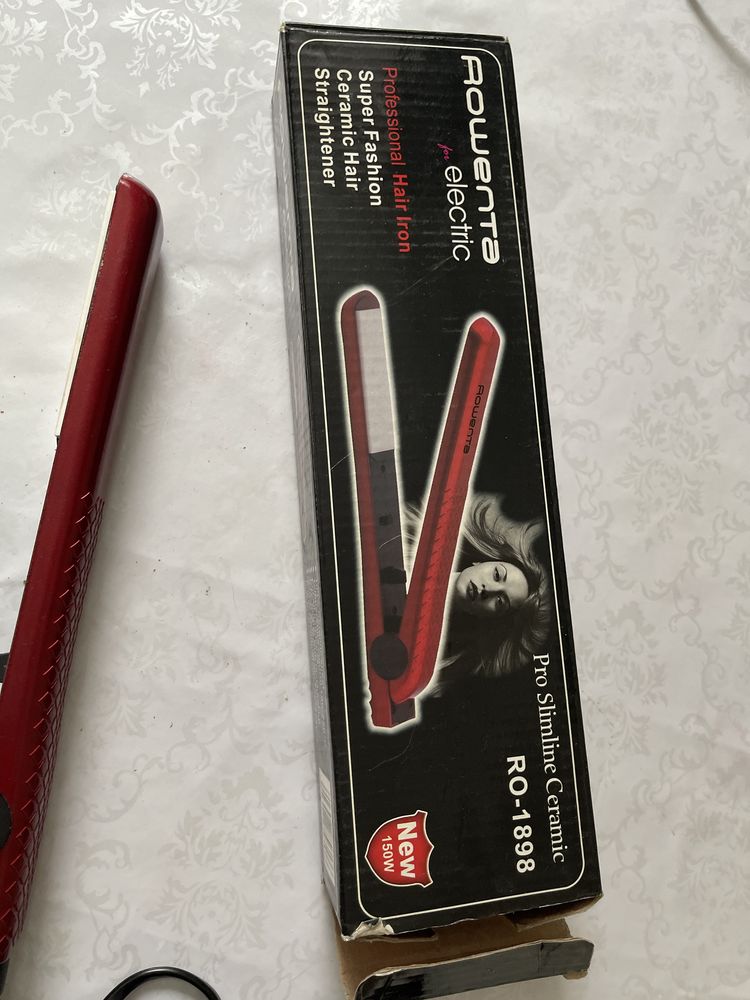 Rowenta
for electric
Professional Hair Iron
Super Fashion
Ceramic Hair
Straightener
Rowenta
Pro Slimline Ceramic
RO-1898
New
150W